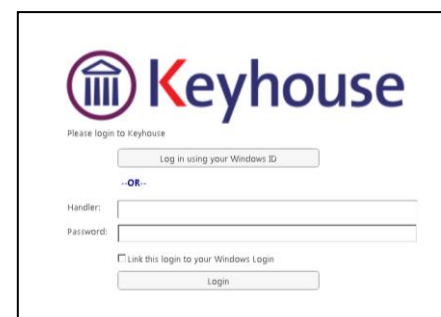 Keyhouse
Please login to Keyhouse
Log in using your Windows ID
--OR--
Handler:
Password:
Link this login to your Windows Login
Login